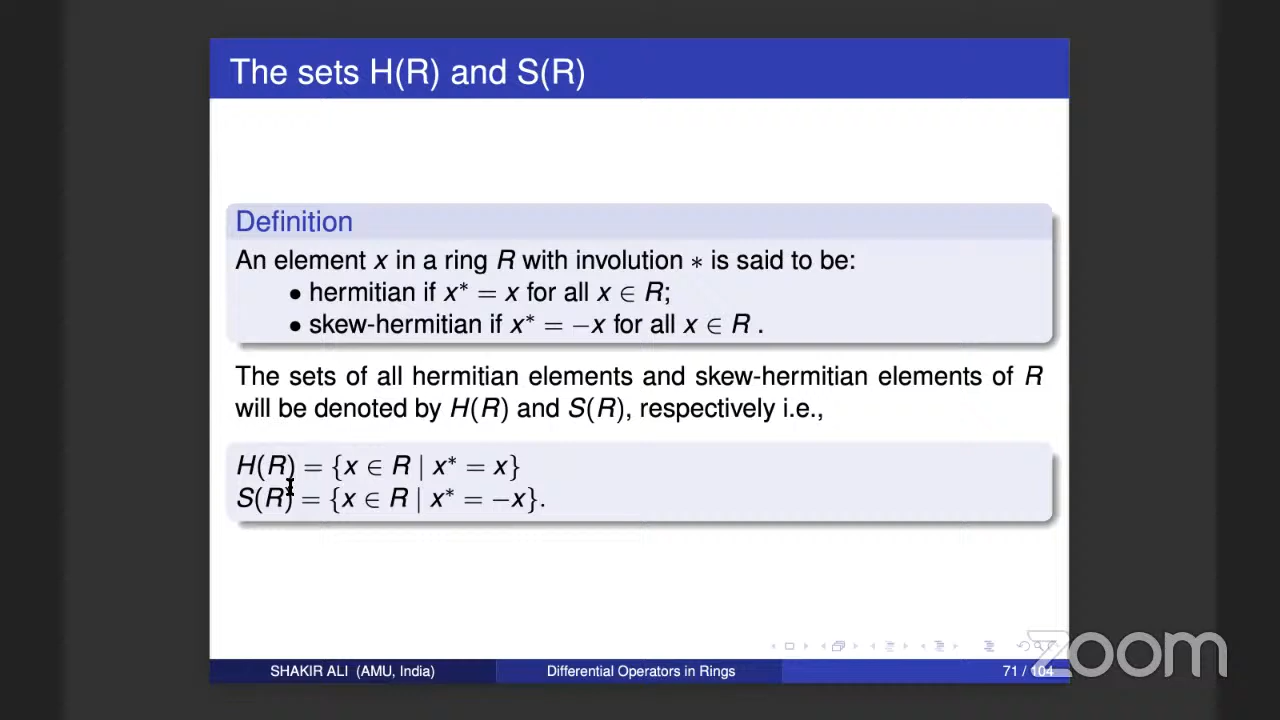 The sets H(R) and S(R)
Definition
An element x in a ring R with involution ∗ is said to be:
• hermitian if x* = x for all x ∈ R;
• skew-hermitian if x* = −x for all x ∈ R .
The sets of all hermitian elements and skew-hermitian elements of R
will be denoted by H(R) and S(R), respectively i.e.,
H(R) = {x ∈ R | x* = x}
S(R) = {x ∈ R | x* = −x}.
SHAKIR ALI (AMU, India) Differential Operators in Rings 71 / 104
zoom